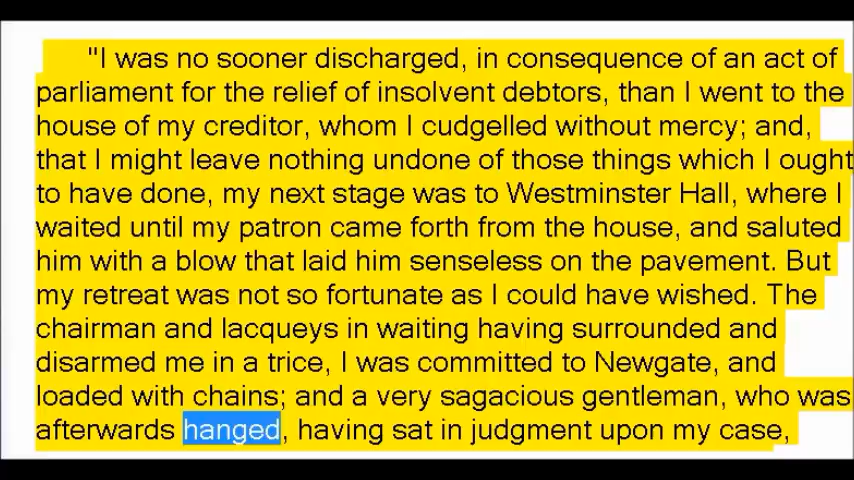 "I was no sooner discharged, in consequence of an act of
parliament for the relief of insolvent debtors, than I went to the
house of my creditor, whom I cudgelled without mercy; and,
that I might leave nothing undone of those things which I ought
to have done, my next stage was to Westminster Hall, where I
waited until my patron came forth from the house, and saluted
him with a blow that laid him senseless on the pavement. But
my retreat was not so fortunate as I could have wished. The
chairman and lacqueys in waiting having surrounded and
disarmed me in a trice, I was committed to Newgate, and
loaded with chains; and a very sagacious gentleman, who was
afterwards hanged, having sat in judgment upon my case,